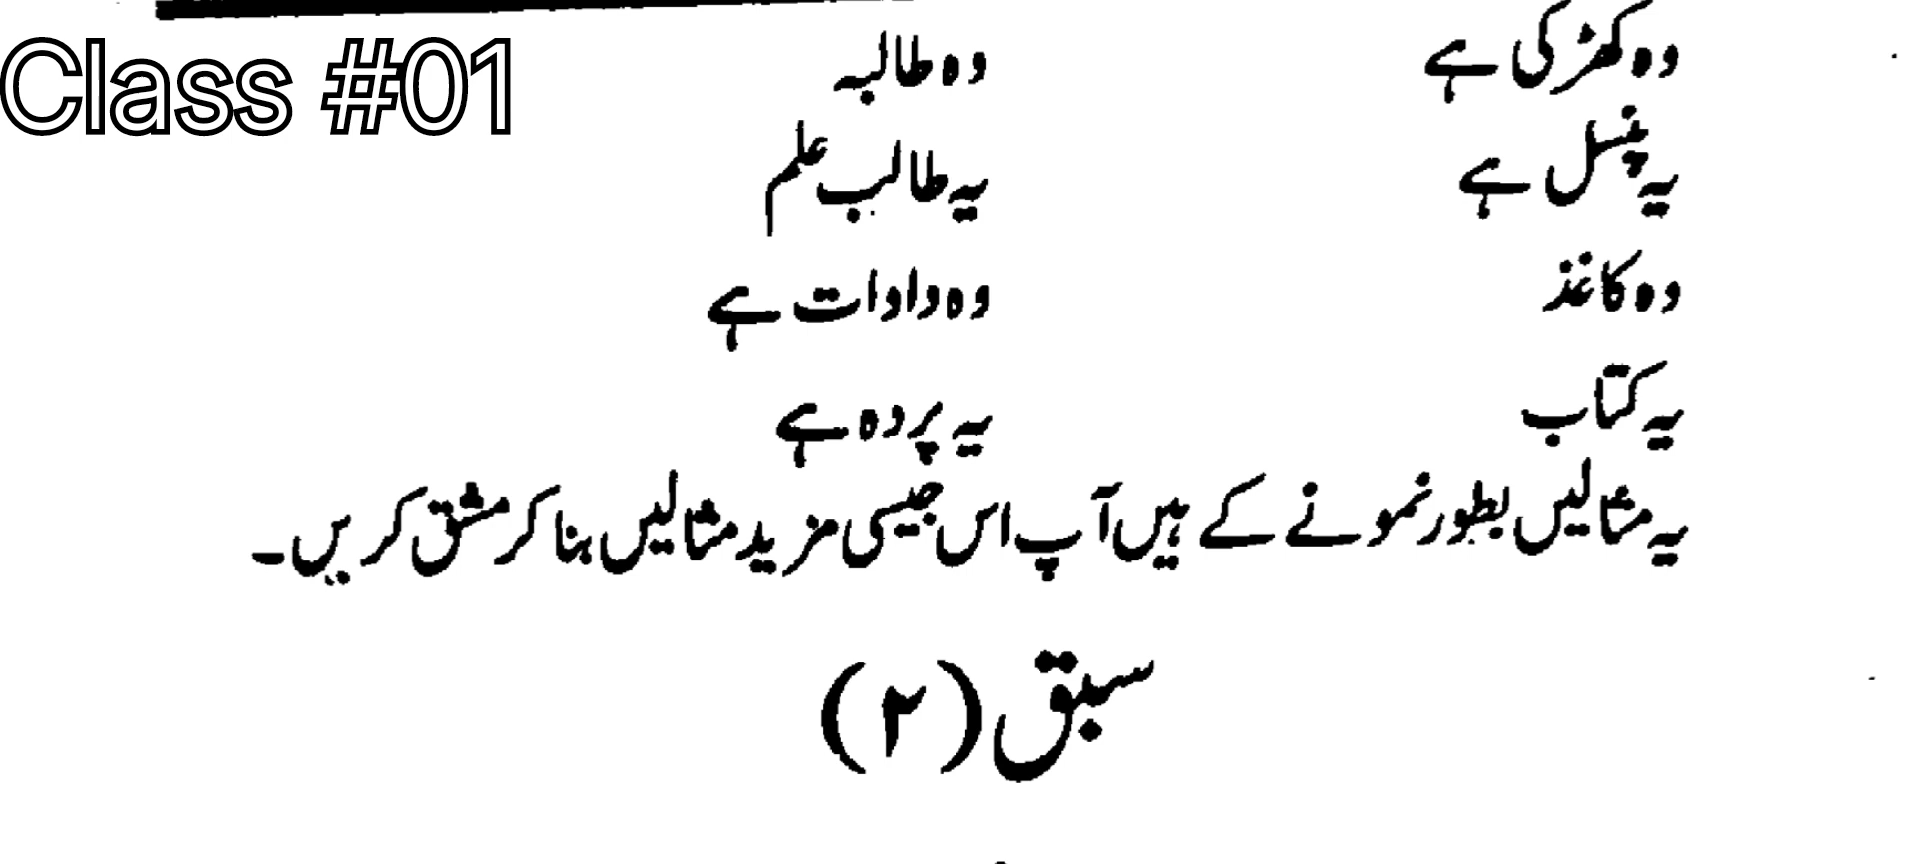 Class #01
وہ کھڑکی ہے وہ طالبہ
یہ پنسل ہے یہ طالب علم
وہ کاغذ وہ داوات ہے
یہ کتاب یہ پردہ ہے
یہ مثالیں بطور نمونے کے ہیں آپ اس جیسی مزید مثالیں بنا کر مشق کریں۔
سبق (۲)